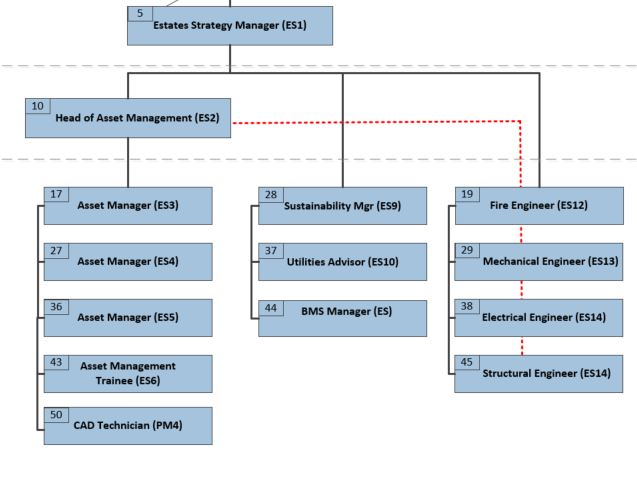 5
Estates Strategy Manager (ES1)
10
Head of Asset Management (ES2)
17
Asset Manager (ES3)
28
Sustainability Mgr (ES9)
19
Fire Engineer (ES12)
27
Asset Manager (ES4)
37
Utilities Advisor (ES10)
29
Mechanical Engineer (ES13)
36
Asset Manager (ES5)
44
BMS Manager (ES)
38
Electrical Engineer (ES14)
43
Asset Management
Trainee (ES6)
45
Structural Engineer (ES14)
50
CAD Technician (PM4)